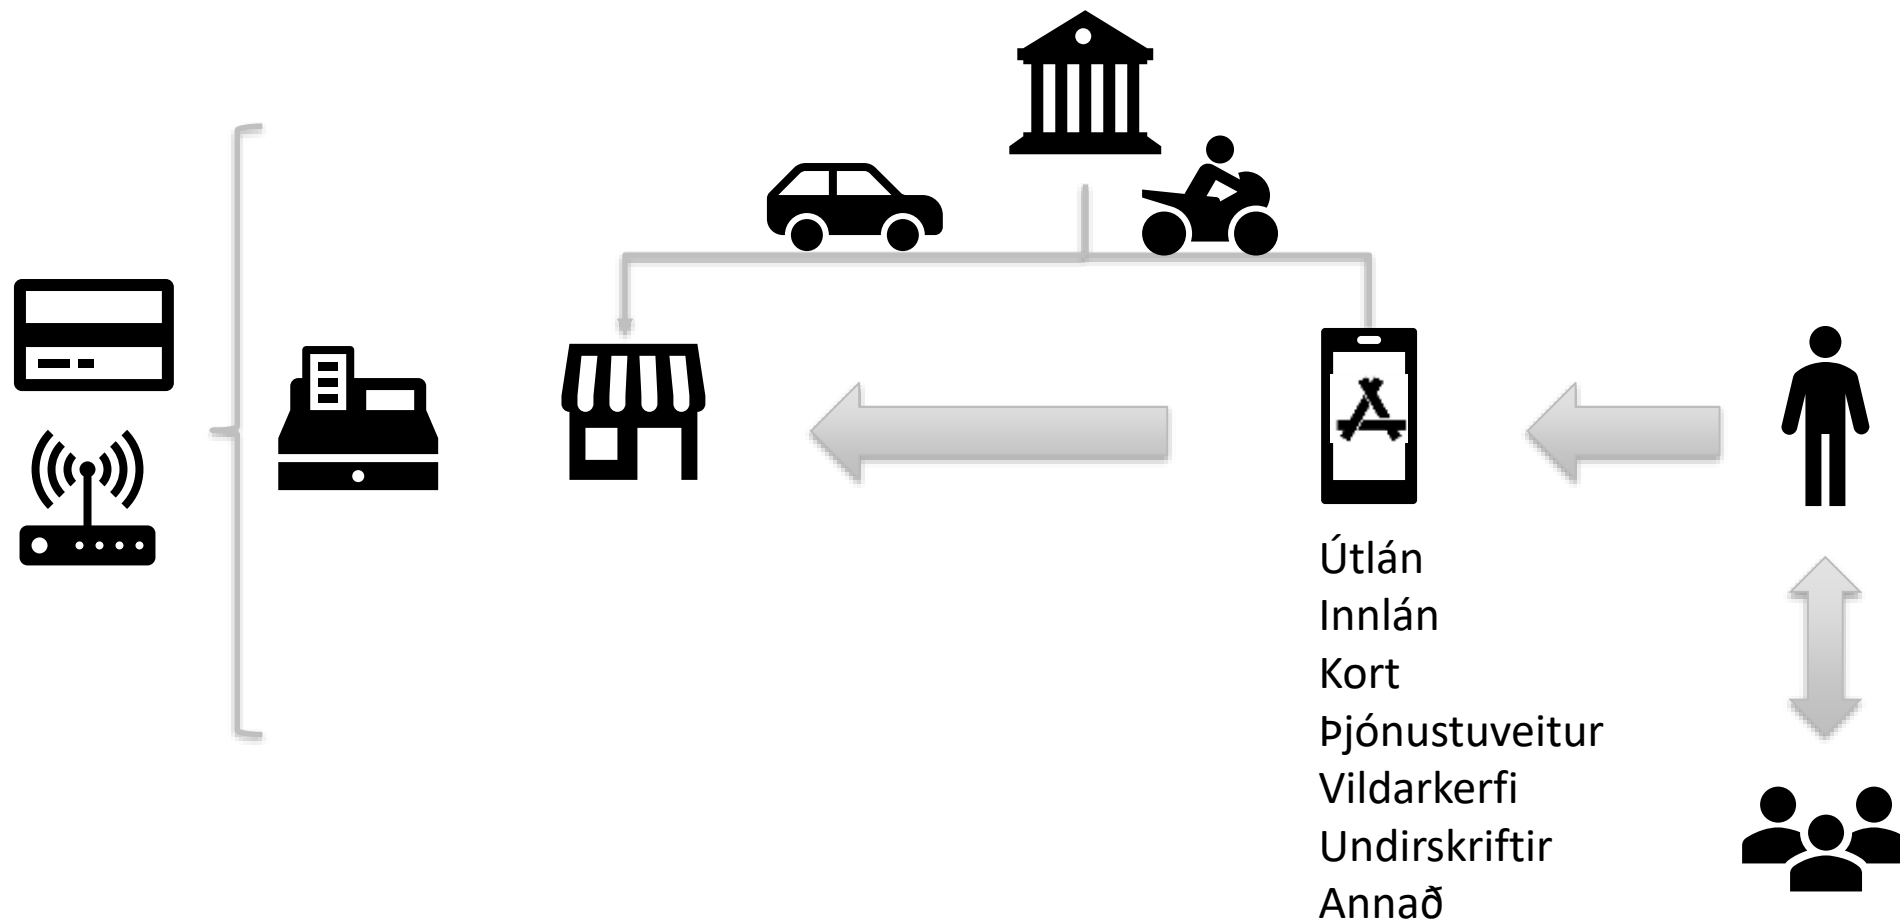 Útlán
Innlán
Kort
Þjónustuveitur
Vildarkerfi
Undirskriftir
Annað